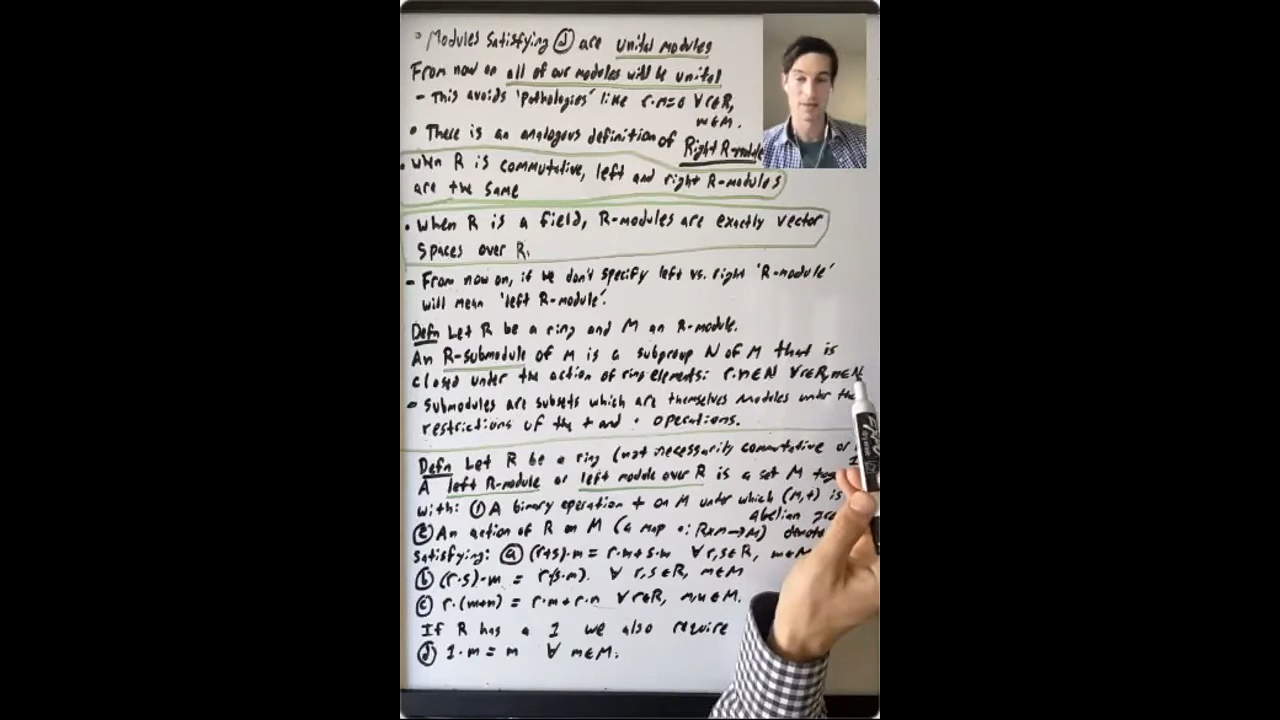 • Modules satisfying ⓓ are unital modules
From now on all of our modules will be unital
- This avoids 'pathologies' like r·m=0 ∀r∈R,
m∈M.
• There is an analogous definition of Right R-module
• When R is commutative, left and right R-modules
are the same
• When R is a field, R-modules are exactly vector
spaces over R.
- From now on, if we don't specify left vs. right 'R-module'
will mean 'left R-module'.
Defn Let R be a ring and M an R-module.
An R-submodule of M is a subgroup N of M that is
closed under the action of ring elements: r·n∈N ∀r∈R, n∈N
• Submodules are subsets which are themselves modules under the
restrictions of the + and · operations.
Defn Let R be a ring (not necessarily commutative or
A left R-module or left module over R is a set M
with: ① A binary operation + on M under which (M,+) is
abelian
② An action of R on M (a map ·: R×M→M)
satisfying: ⓐ (r+s)·m = r·m+s·m ∀ r,s∈R, m∈M
ⓑ (r·s)·m = r(s·m). ∀ r,s∈R, m∈M
ⓒ r·(m+n) = r·m+r·n ∀r∈R, m,n∈M.
If R has a 1 we also require
ⓓ 1·m = m ∀ m∈M.
EXPO